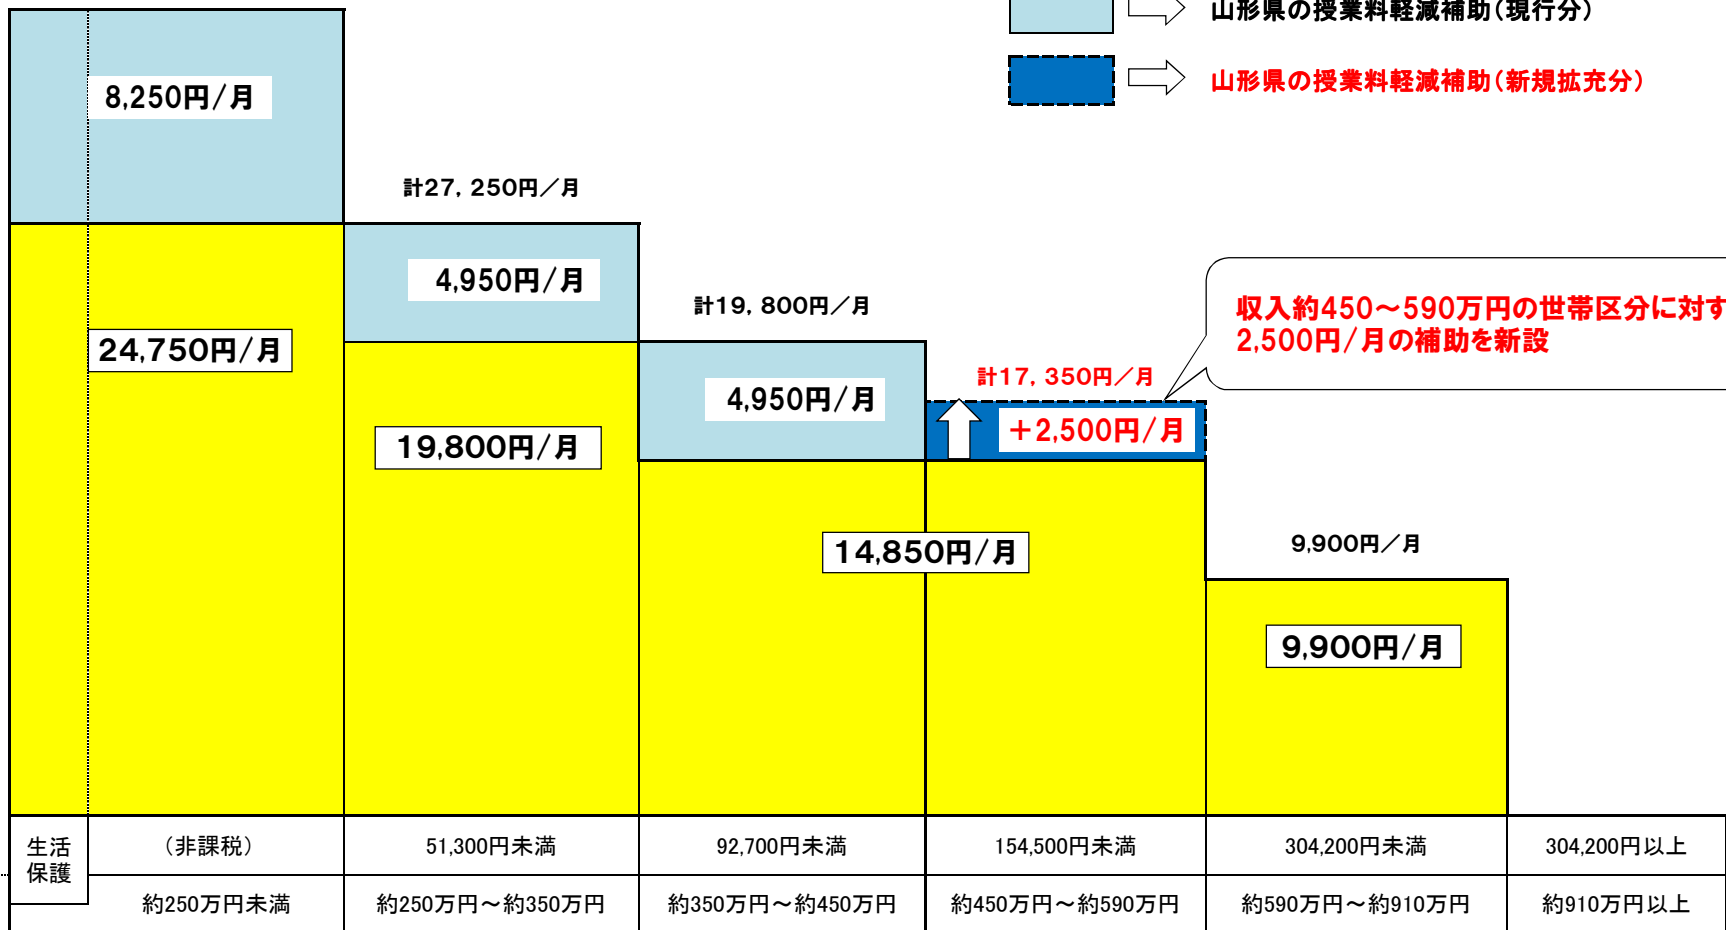 山形県の授業料軽減補助（現行分）
山形県の授業料軽減補助（新規拡充分）
8,250円/月
計27，250円／月
4,950円/月
計19，800円／月
収入約450～590万円の世帯区分に対す
2,500円/月の補助を新設
24,750円/月
計17，350円／月
4,950円/月
＋2,500円/月
19,800円/月
14,850円/月
9,900円／月
9,900円/月
生活
保護
（非課税）
51,300円未満
92,700円未満
154,500円未満
304,200円未満
304,200円以上
約250万円未満
約250万円～約350万円
約350万円～約450万円
約450万円～約590万円
約590万円～約910万円
約910万円以上